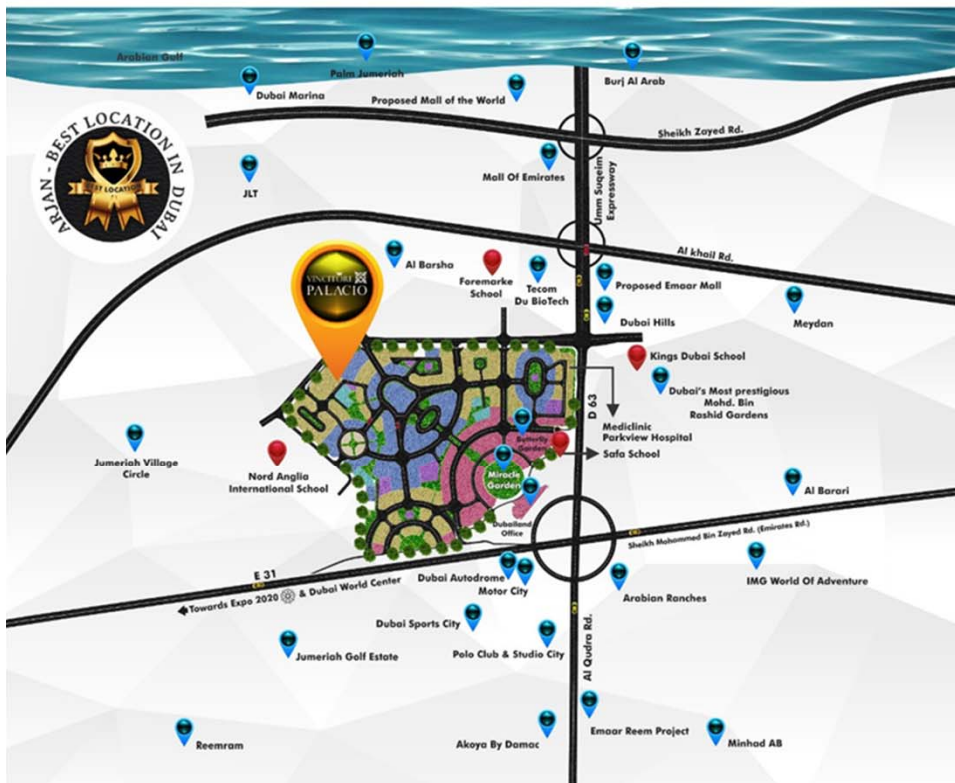 Arabian Gulf
Palm Jumeriah
Burj Al Arab
Dubai Marina
Proposed Mall of the World
ARJAN - BEST LOCATION IN DUBAI
BEST LOCATION
Sheikh Zayed Rd.
JLT
Mall Of Emirates
Umm Suqeim
Expressway
Al khail Rd.
Al Barsha
Foremarke
School
Tecom
Du BioTech
Proposed Emaar Mall
VINCITORE
PALACIO
Meydan
Dubai Hills
Kings Dubai School
Dubai's Most prestigious
Mohd. Bin
Rashid Gardens
D 63
Mediclinic
Parkview Hospital
Butterfly
Garden
Safa School
Jumeriah Village
Circle
Nord Anglia
International School
Miracle
Garden
Al Barari
Dubailand
Office
Sheikh Mohammed Bin Zayed Rd. (Emirates Rd.)
E 31
Dubai Autodrome
Motor City
IMG World Of Adventure
Towards Expo 2020 & Dubai World Center
Arabian Ranches
Dubai Sports City
Polo Club & Studio City
Jumeriah Golf Estate
Al Qudra Rd.
Reemram
Akoya By Damac
Emaar Reem Project
Minhad AB